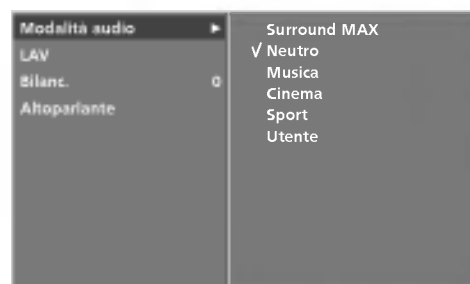 Modalità audio ▶
LAV
Bilanc. 0
Altoparlante
Surround MAX
√ Neutro
Musica
Cinema
Sport
Utente